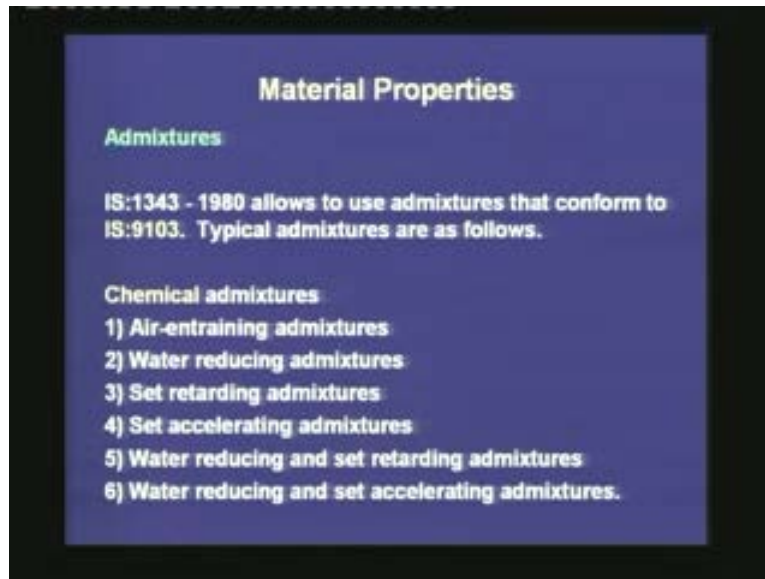 Material Properties
Admixtures
IS:1343 - 1980 allows to use admixtures that conform to
IS:9103. Typical admixtures are as follows.
Chemical admixtures
1) Air-entraining admixtures
2) Water reducing admixtures
3) Set retarding admixtures
4) Set accelerating admixtures
5) Water reducing and set retarding admixtures
6) Water reducing and set accelerating admixtures.